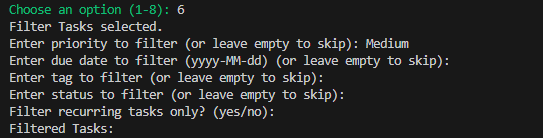 Choose an option (1-8): 6
Filter Tasks selected.
Enter priority to filter (or leave empty to skip): Medium
Enter due date to filter (yyyy-MM-dd) (or leave empty to skip):
Enter tag to filter (or leave empty to skip):
Enter status to filter (or leave empty to skip):
Filter recurring tasks only? (yes/no):
Filtered Tasks: